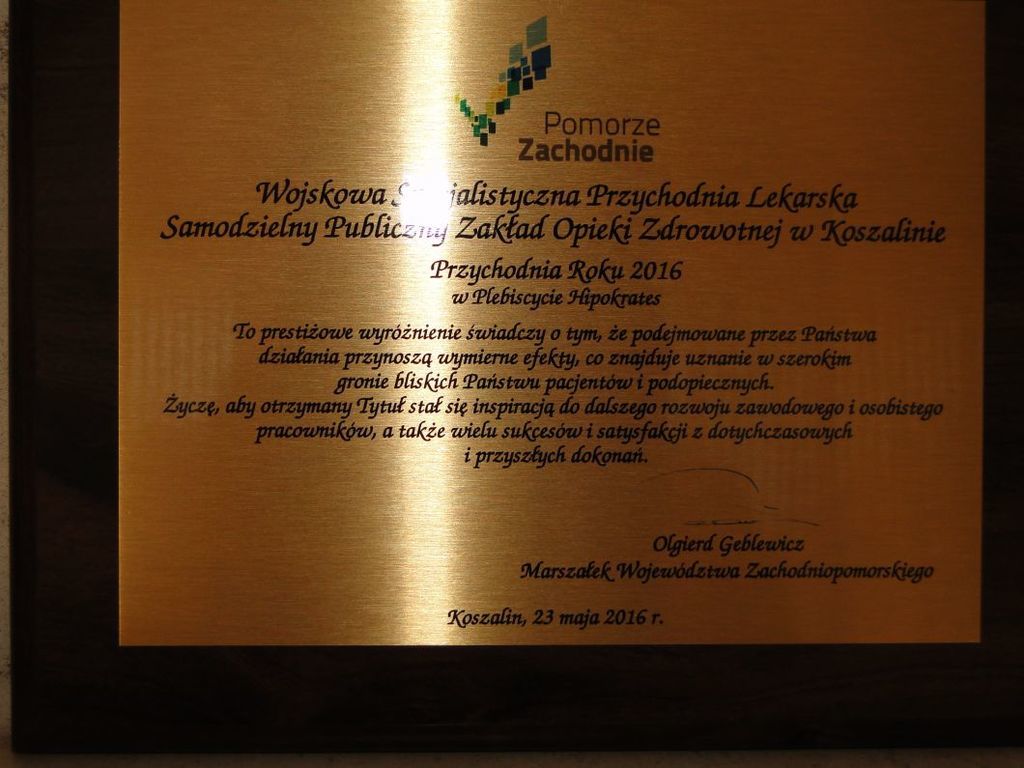 Pomorze
Zachodnie
Wojskowa Specjalistyczna Przychodnia Lekarska
Samodzielny Publiczny Zakład Opieki Zdrowotnej w Koszalinie
Przychodnia Roku 2016
w Plebiscycie Hipokrates
To prestiżowe wyróżnienie świadczy o tym, że podejmowane przez Państwa
działania przynoszą wymierne efekty, co znajduje uznanie w szerokim
gronie bliskich Państwu pacjentów i podopiecznych.
Życzę, aby otrzymany Tytuł stał się inspiracją do dalszego rozwoju zawodowego i osobistego
pracowników, a także wielu sukcesów i satysfakcji z dotychczasowych
i przyszłych dokonań.
Olgierd Geblewicz
Marszałek Województwa Zachodniopomorskiego
Koszalin, 23 maja 2016 r.